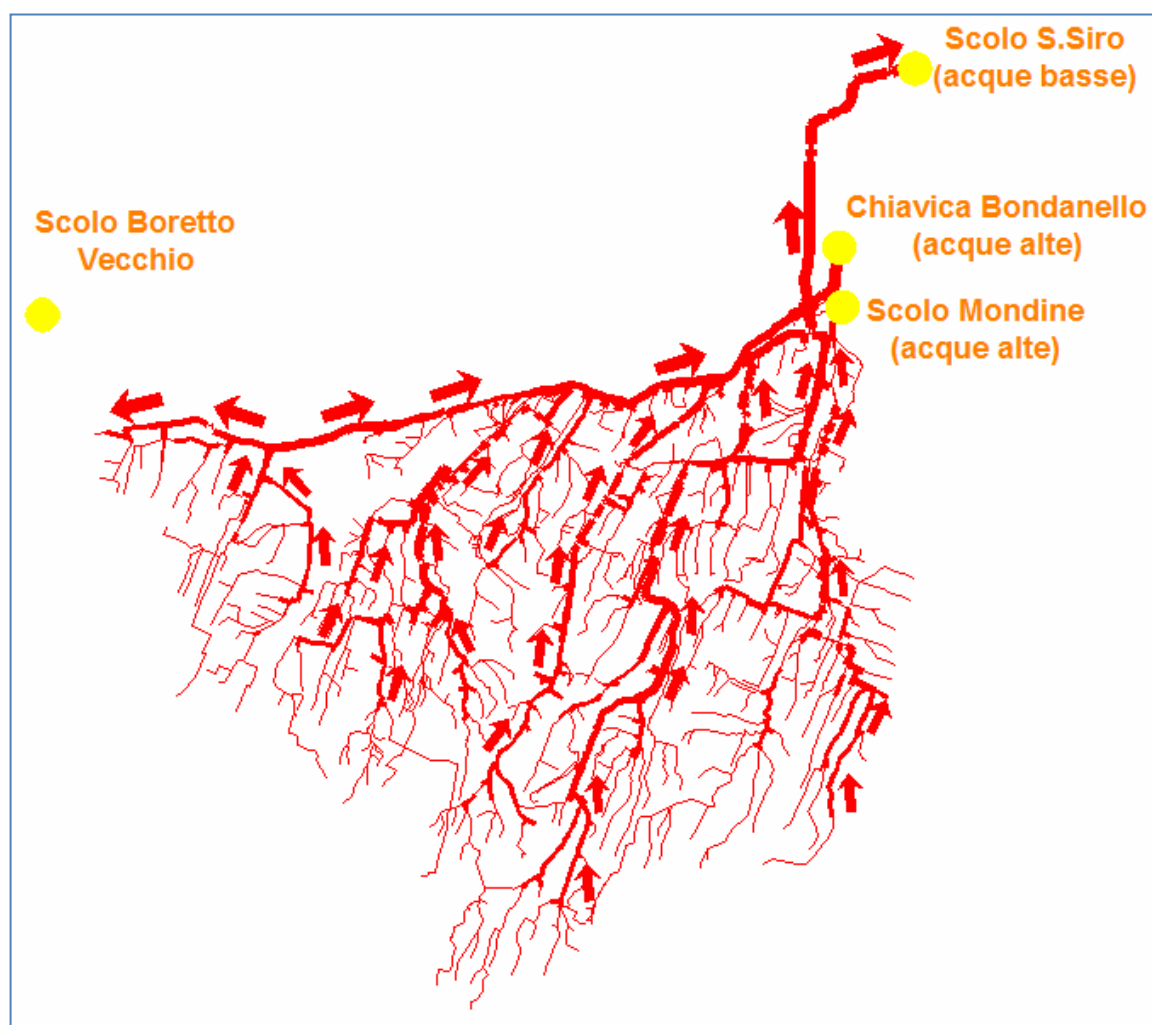 Scolo S.Siro
(acque basse)
Chiavica Bondanello
(acque alte)
Scolo Boretto
Vecchio
Scolo Mondine
(acque alte)